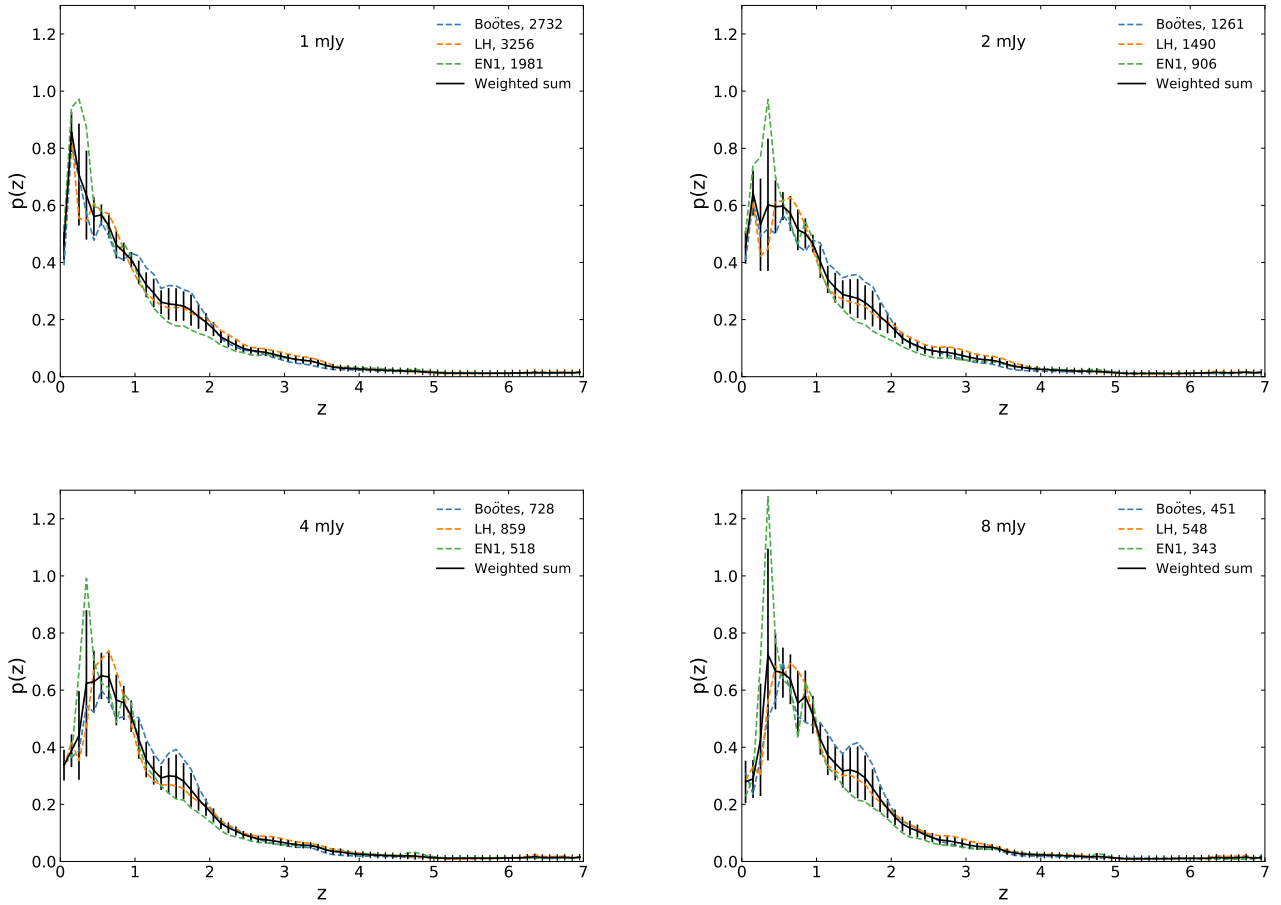 1.2
1.0
0.8
0.6
0.4
0.2
0.0
p(z)
1 mJy
Boötes, 2732
LH, 3256
EN1, 1981
Weighted sum
0 1 2 3 4 5 6 7
z
1.2
1.0
0.8
0.6
0.4
0.2
0.0
p(z)
2 mJy
Boötes, 1261
LH, 1490
EN1, 906
Weighted sum
0 1 2 3 4 5 6 7
z
1.2
1.0
0.8
0.6
0.4
0.2
0.0
p(z)
4 mJy
Boötes, 728
LH, 859
EN1, 518
Weighted sum
0 1 2 3 4 5 6 7
z
1.2
1.0
0.8
0.6
0.4
0.2
0.0
p(z)
8 mJy
Boötes, 451
LH, 548
EN1, 343
Weighted sum
0 1 2 3 4 5 6 7
z